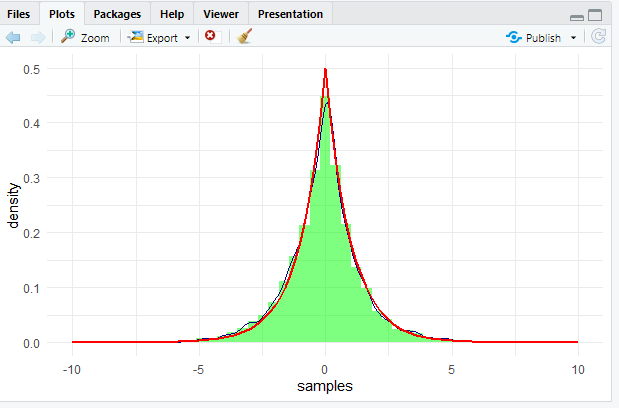 Files Plots Packages Help Viewer Presentation
Zoom Export Publish
0.5
0.4
0.3
0.2
0.1
0.0
density
-10 -5 0 5 10
samples